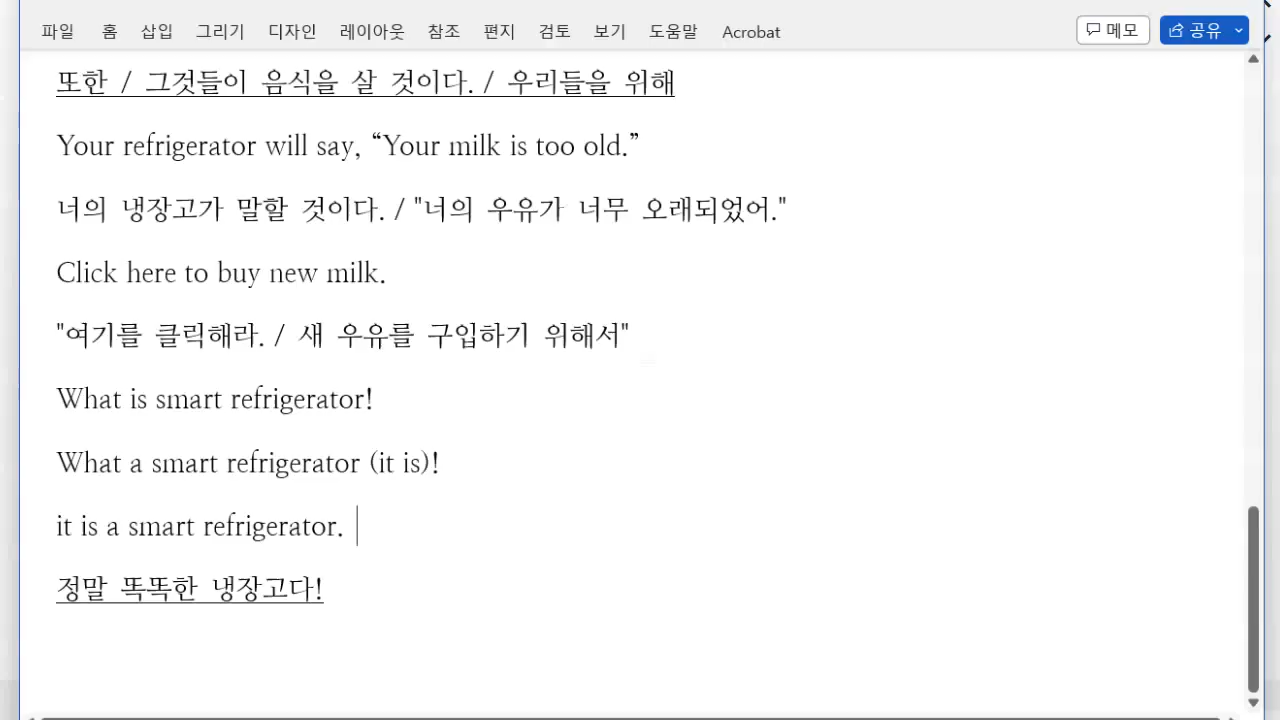 파일 홈 삽입 그리기 디자인 레이아웃 참조 편지 검토 보기 도움말 Acrobat 메모 공유
또한 / 그것들이 음식을 살 것이다. / 우리들을 위해
Your refrigerator will say, “Your milk is too old.”
너의 냉장고가 말할 것이다. / "너의 우유가 너무 오래되었어."
Click here to buy new milk.
"여기를 클릭해라. / 새 우유를 구입하기 위해서"
What is smart refrigerator!
What a smart refrigerator (it is)!
it is a smart refrigerator.
정말 똑똑한 냉장고다!